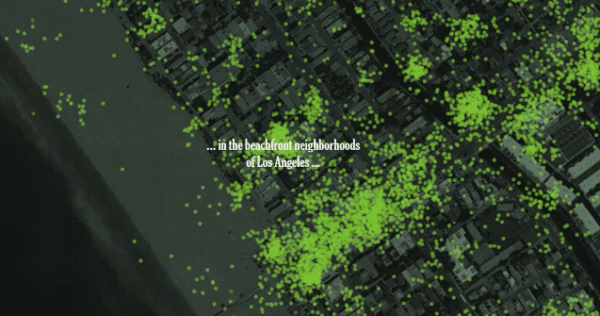 ... in the beachfront neighborhoods
of Los Angeles ...